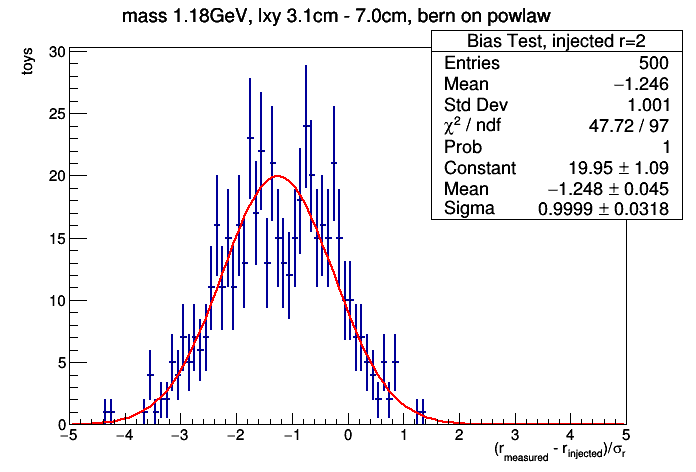 mass 1.18GeV, lxy 3.1cm - 7.0cm, bern on powlaw
Bias Test, injected r=2
Entries 500
Mean −1.246
Std Dev 1.001
χ² / ndf 47.72 / 97
Prob 1
Constant 19.95 ± 1.09
Mean −1.248 ± 0.045
Sigma 0.9999 ± 0.0318
toys
30
25
20
15
10
5
0
−5 −4 −3 −2 −1 0 1 2 3 4 5
(r_measured - r_injected)/σ_r